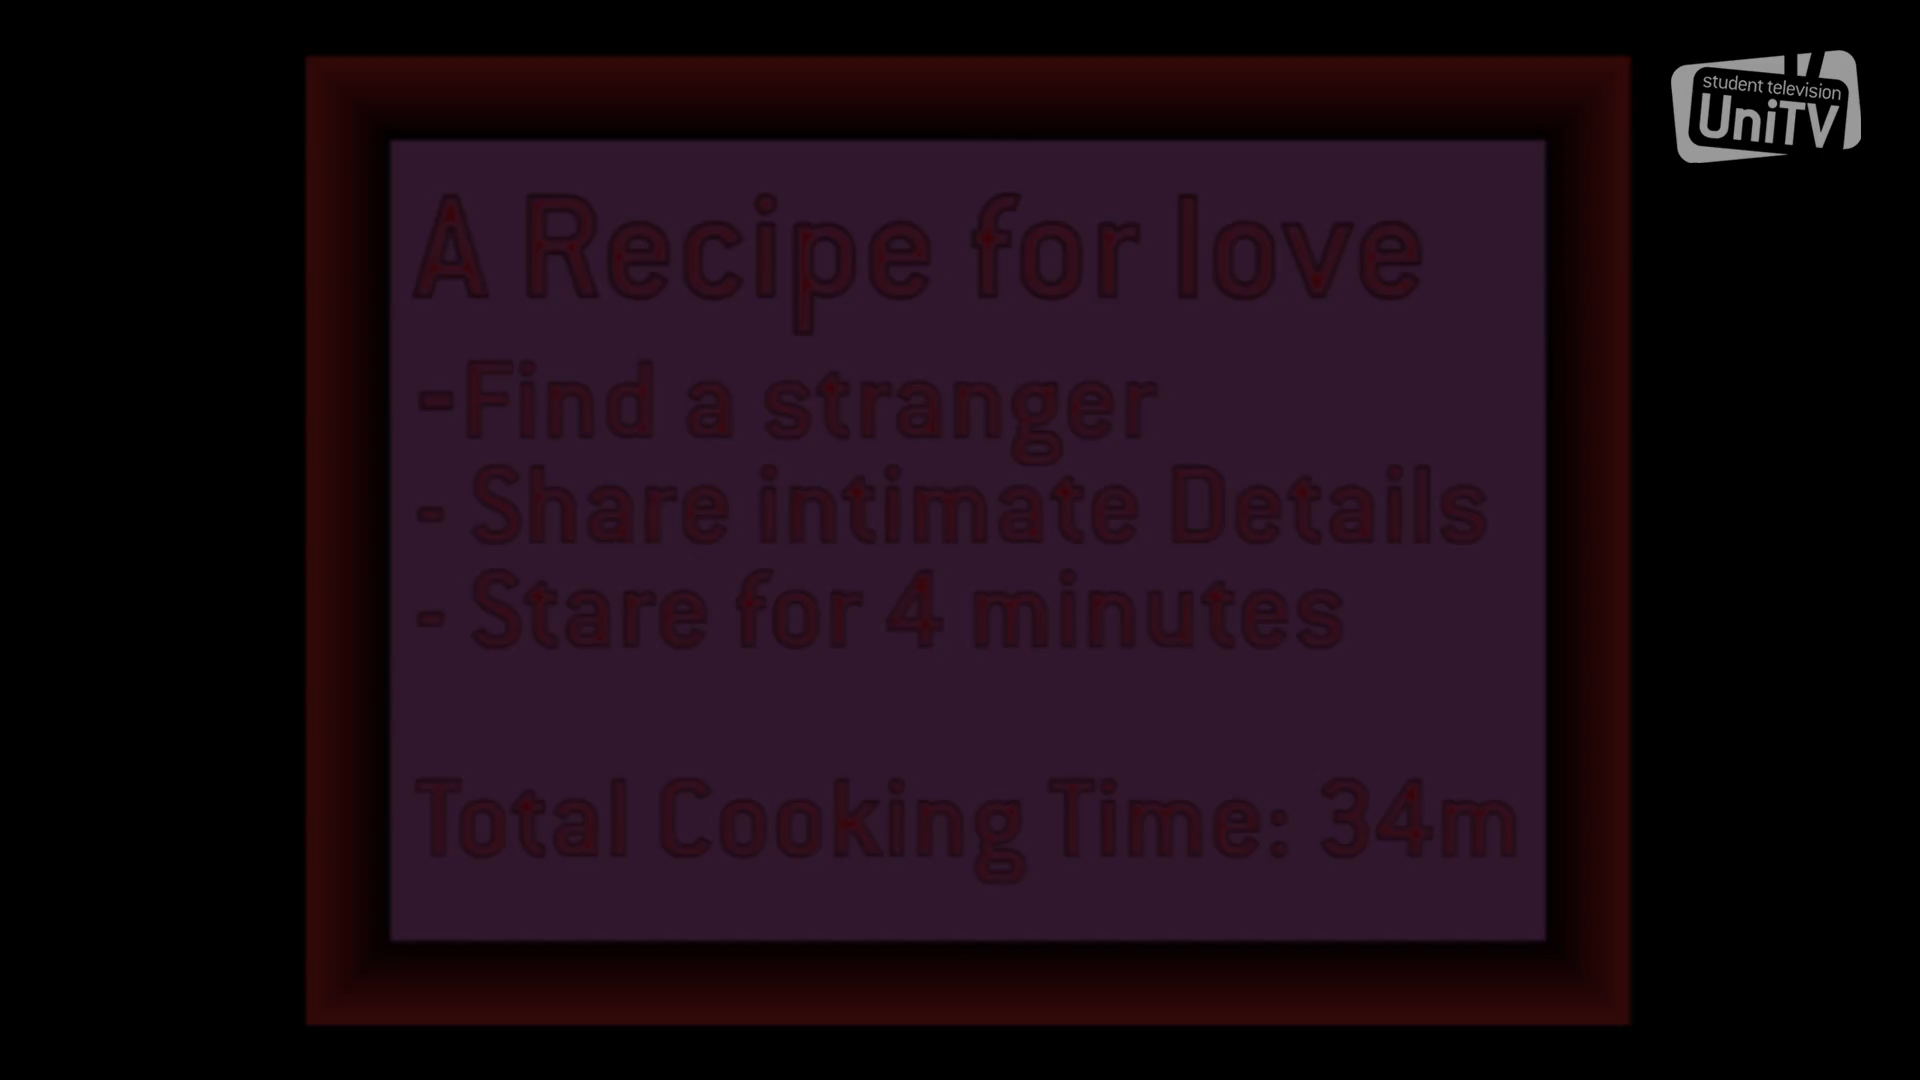 student television
UniTV
A Recipe for love
-Find a stranger
- Share intimate Details
- Stare for 4 minutes
Total Cooking Time: 34m